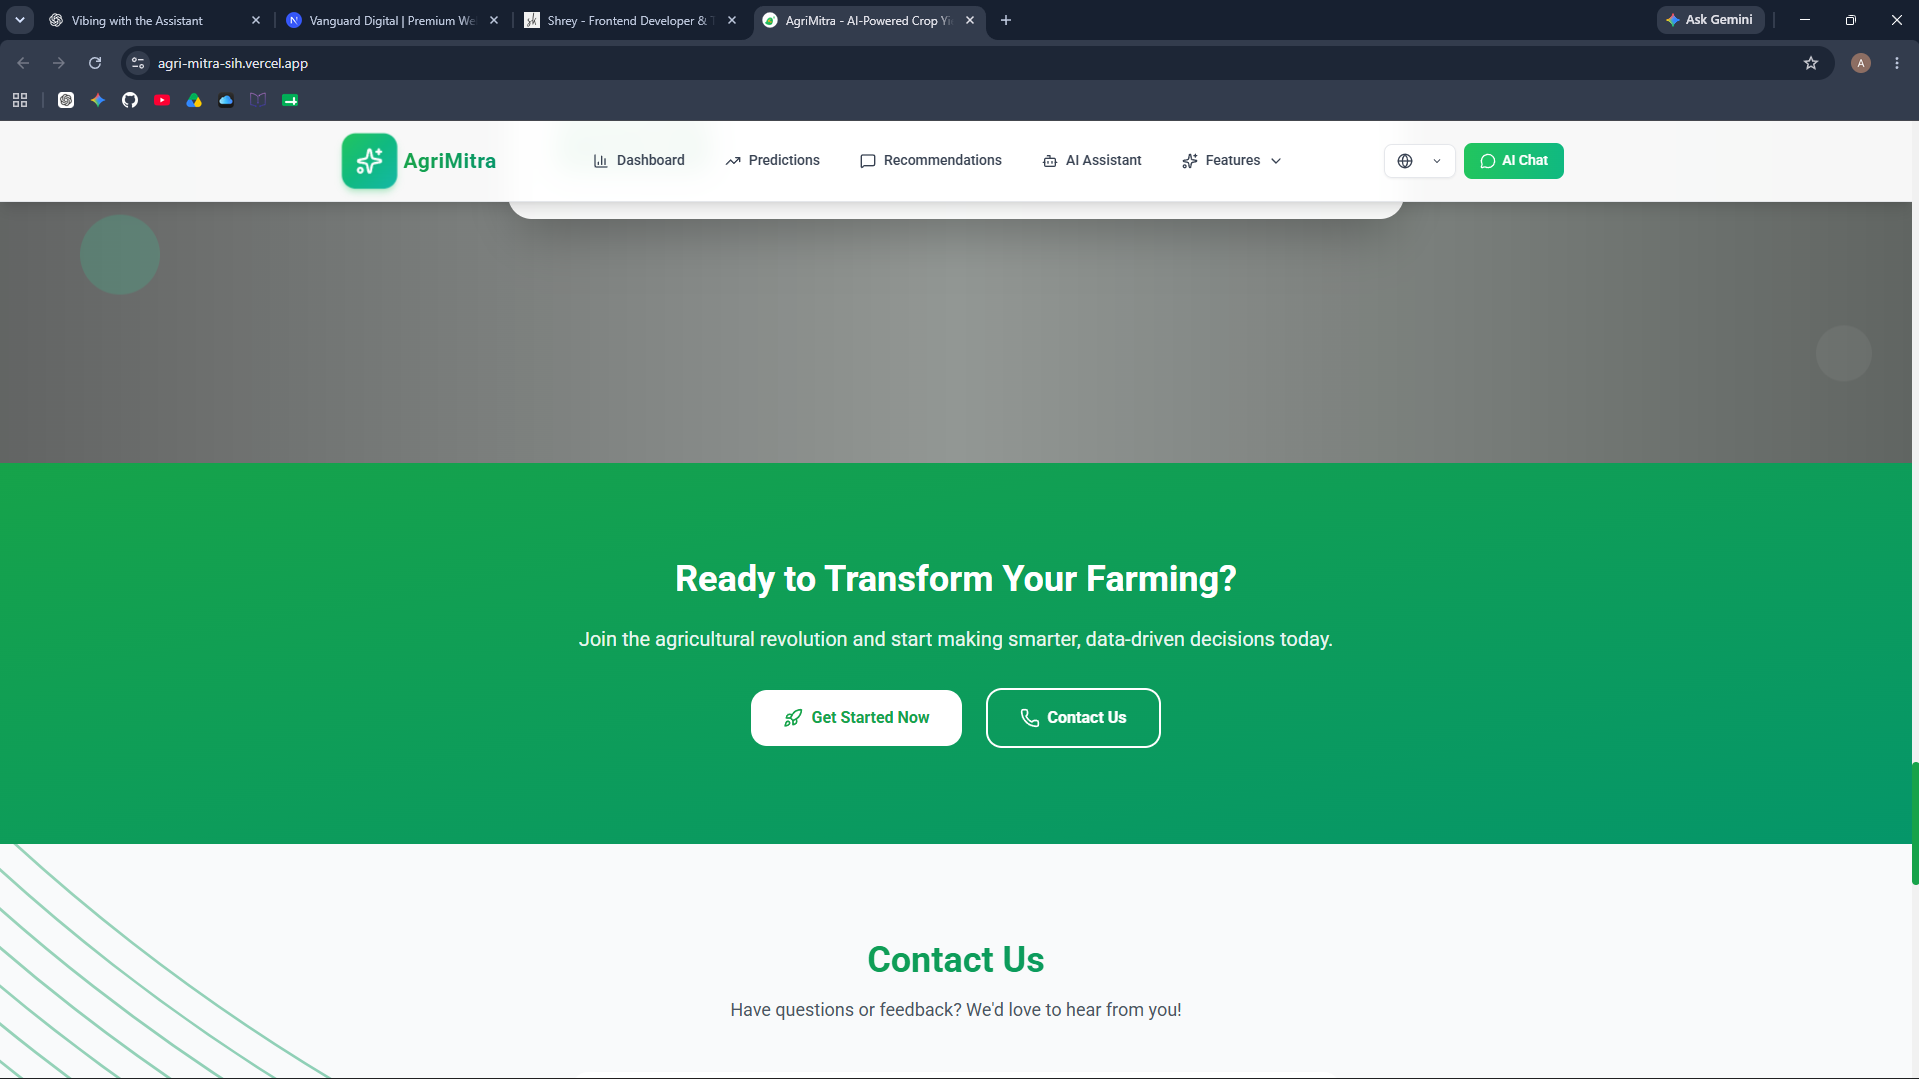 Vibing with the Assistant
Vanguard Digital | Premium We
Shrey - Frontend Developer &
AgriMitra - AI-Powered Crop Yi
Ask Gemini
agri-mitra-sih.vercel.app
A
AgriMitra
Dashboard
Predictions
Recommendations
AI Assistant
Features
AI Chat
Ready to Transform Your Farming?
Join the agricultural revolution and start making smarter, data-driven decisions today.
Get Started Now
Contact Us
Contact Us
Have questions or feedback? We'd love to hear from you!